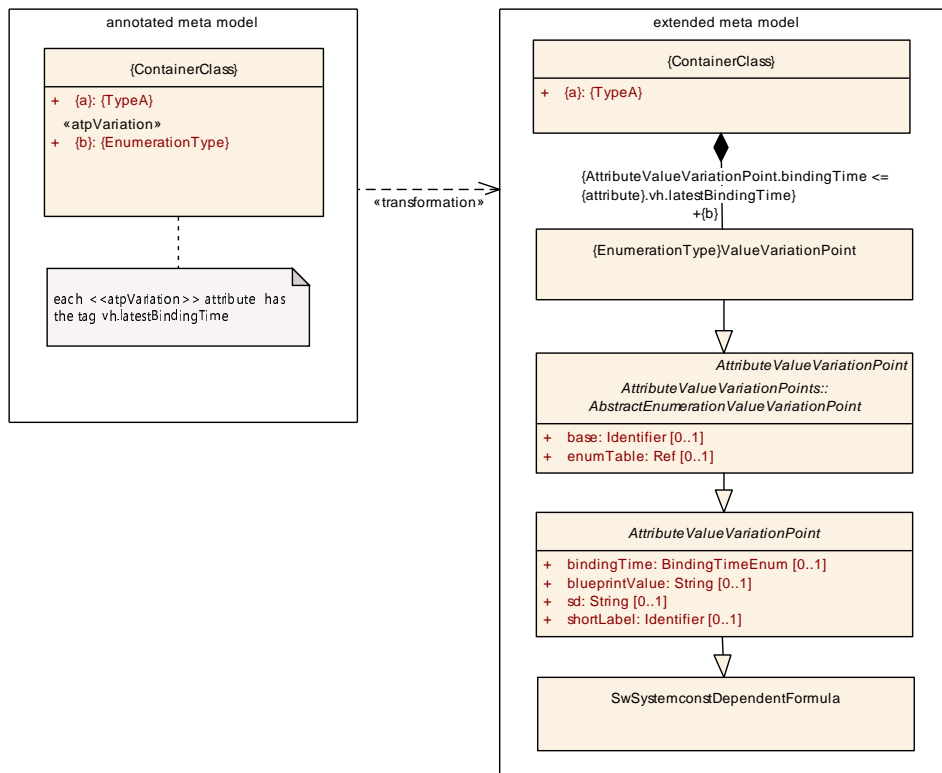 annotated meta model
{ContainerClass}
+ {a}: {TypeA}
«atpVariation»
+ {b}: {EnumerationType}
each <<atpVariation>> attribute has
the tag vh.latestBindingTime
«transformation»
extended meta model
{ContainerClass}
+ {a}: {TypeA}
{AttributeValueVariationPoint.bindingTime <=
{attribute}.vh.latestBindingTime}
+{b}
{EnumerationType}ValueVariationPoint
AttributeValueVariationPoint
AttributeValueVariationPoints::
AbstractEnumerationValueVariationPoint
+ base: Identifier [0..1]
+ enumTable: Ref [0..1]
AttributeValueVariationPoint
+ bindingTime: BindingTimeEnum [0..1]
+ blueprintValue: String [0..1]
+ sd: String [0..1]
+ shortLabel: Identifier [0..1]
SwSystemconstDependentFormula